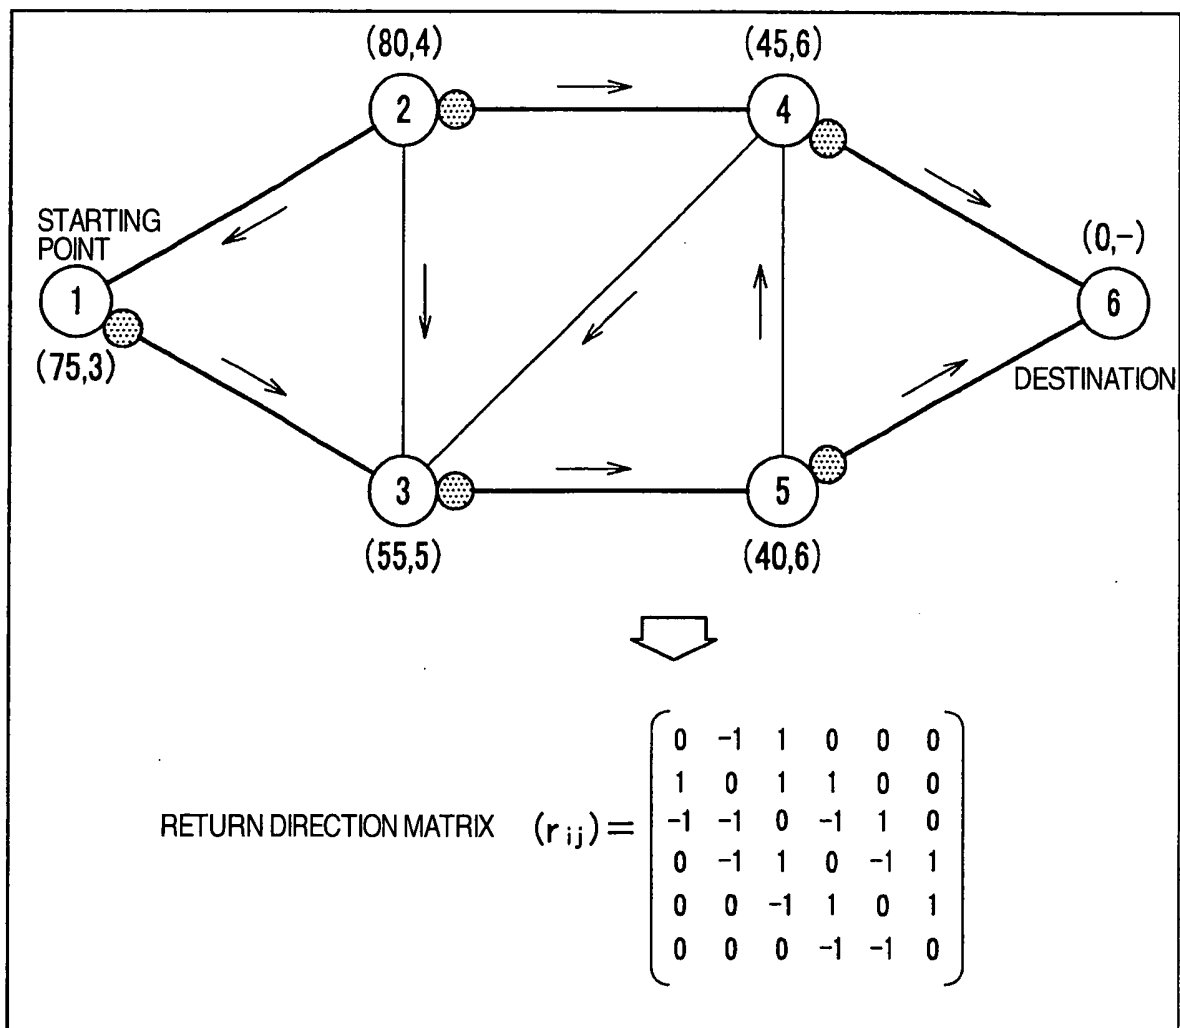 (80,4) (45,6)
2 4
STARTING
POINT
(0,-)
1 6
(75,3)
DESTINATION
3 5
(55,5) (40,6)
0 -1 1 0 0 0
1 0 1 1 0 0
RETURN DIRECTION MATRIX (rij)= -1 -1 0 -1 1 0
0 -1 1 0 -1 1
0 0 -1 1 0 1
0 0 0 -1 -1 0